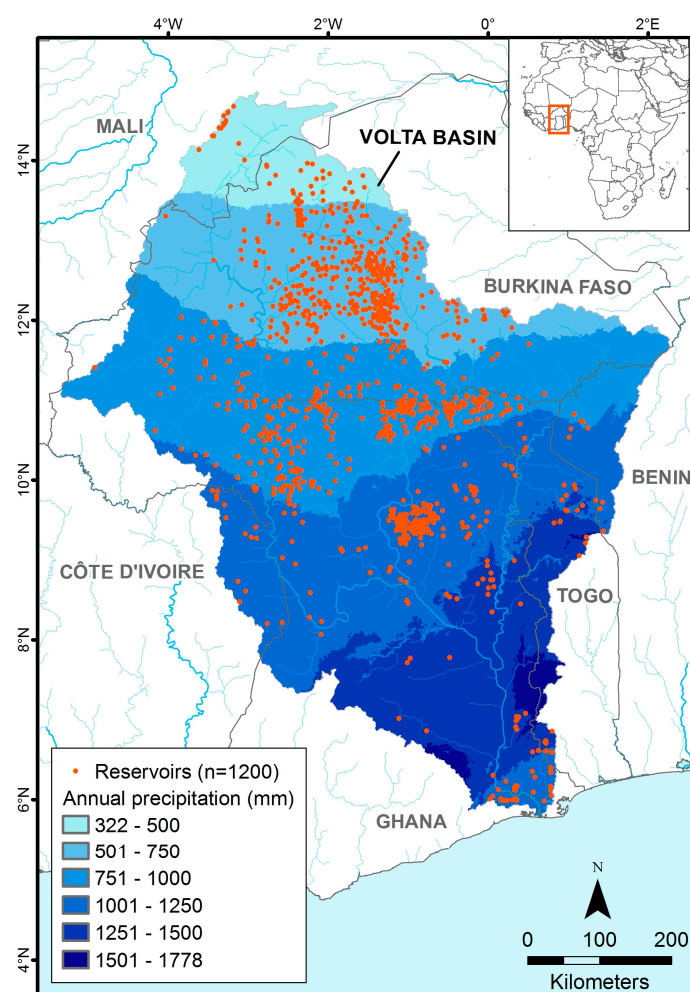 4°W
2°W
0°
2°E
MALI
14°N
VOLTA BASIN
BURKINA FASO
12°N
10°N
BENIN
CÔTE D'IVOIRE
TOGO
8°N
Reservoirs (n=1200)
Annual precipitation (mm)
322 - 500
501 - 750
751 - 1000
1001 - 1250
1251 - 1500
1501 - 1778
6°N
GHANA
N
0 100 200
Kilometers
4°N